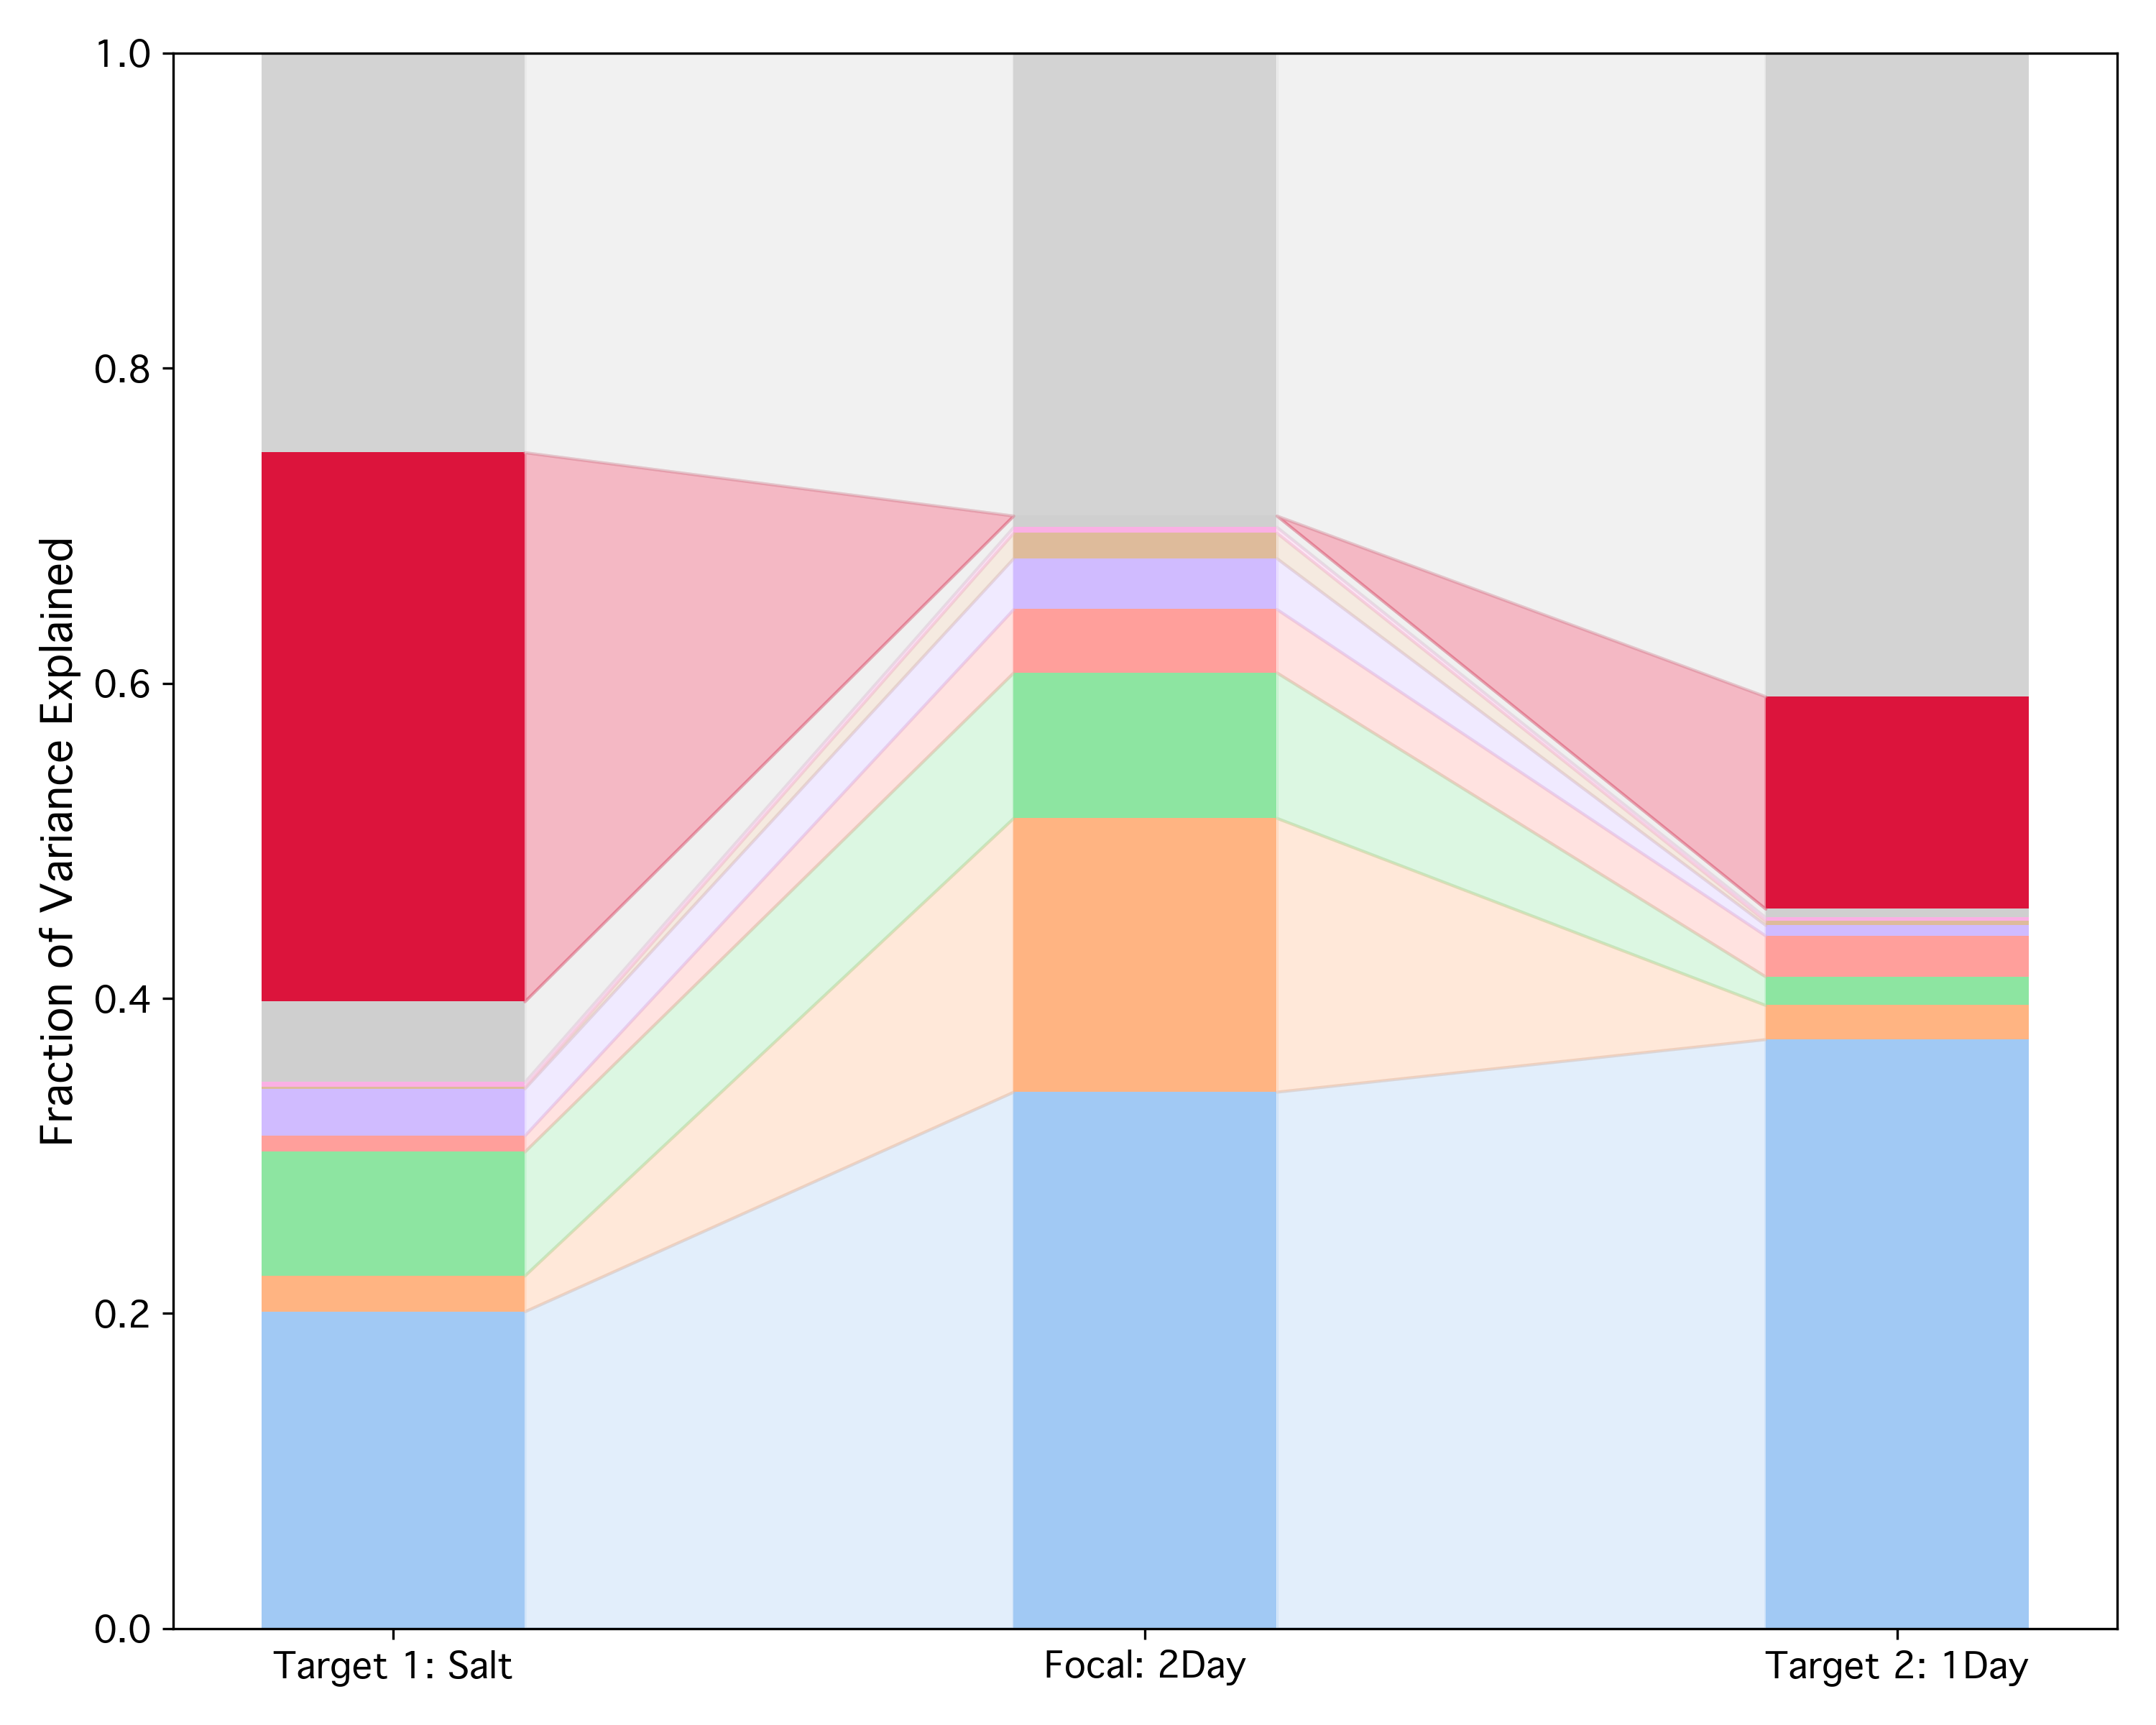 Fraction of Variance Explained
1.0
0.8
0.6
0.4
0.2
0.0
Target 1: Salt
Focal: 2Day
Target 2: 1Day